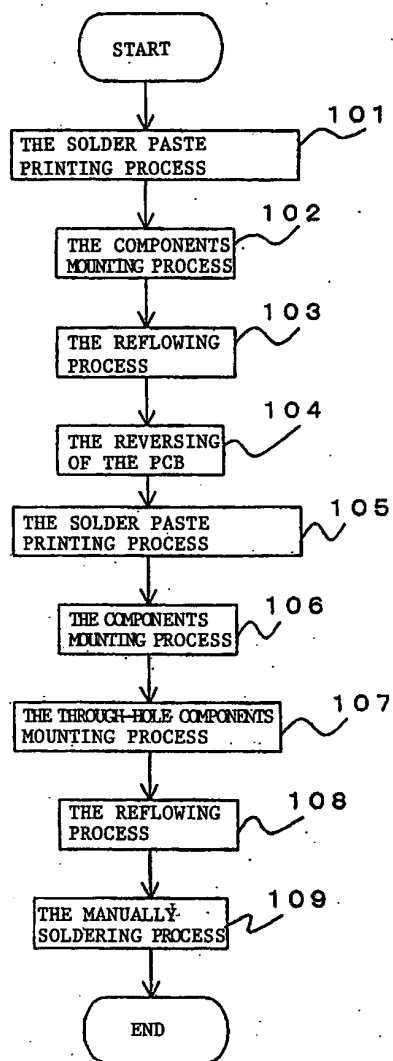 START
101
THE SOLDER PASTE
PRINTING PROCESS
102
THE COMPONENTS
MOUNTING PROCESS
103
THE REFLOWING
PROCESS
104
THE REVERSING
OF THE PCB
105
THE SOLDER PASTE
PRINTING PROCESS
106
THE COMPONENTS
MOUNTING PROCESS
107
THE THROUGH-HOLE COMPONENTS
MOUNTING PROCESS
108
THE REFLOWING
PROCESS
109
THE MANUALLY-
SOLDERING PROCESS
END